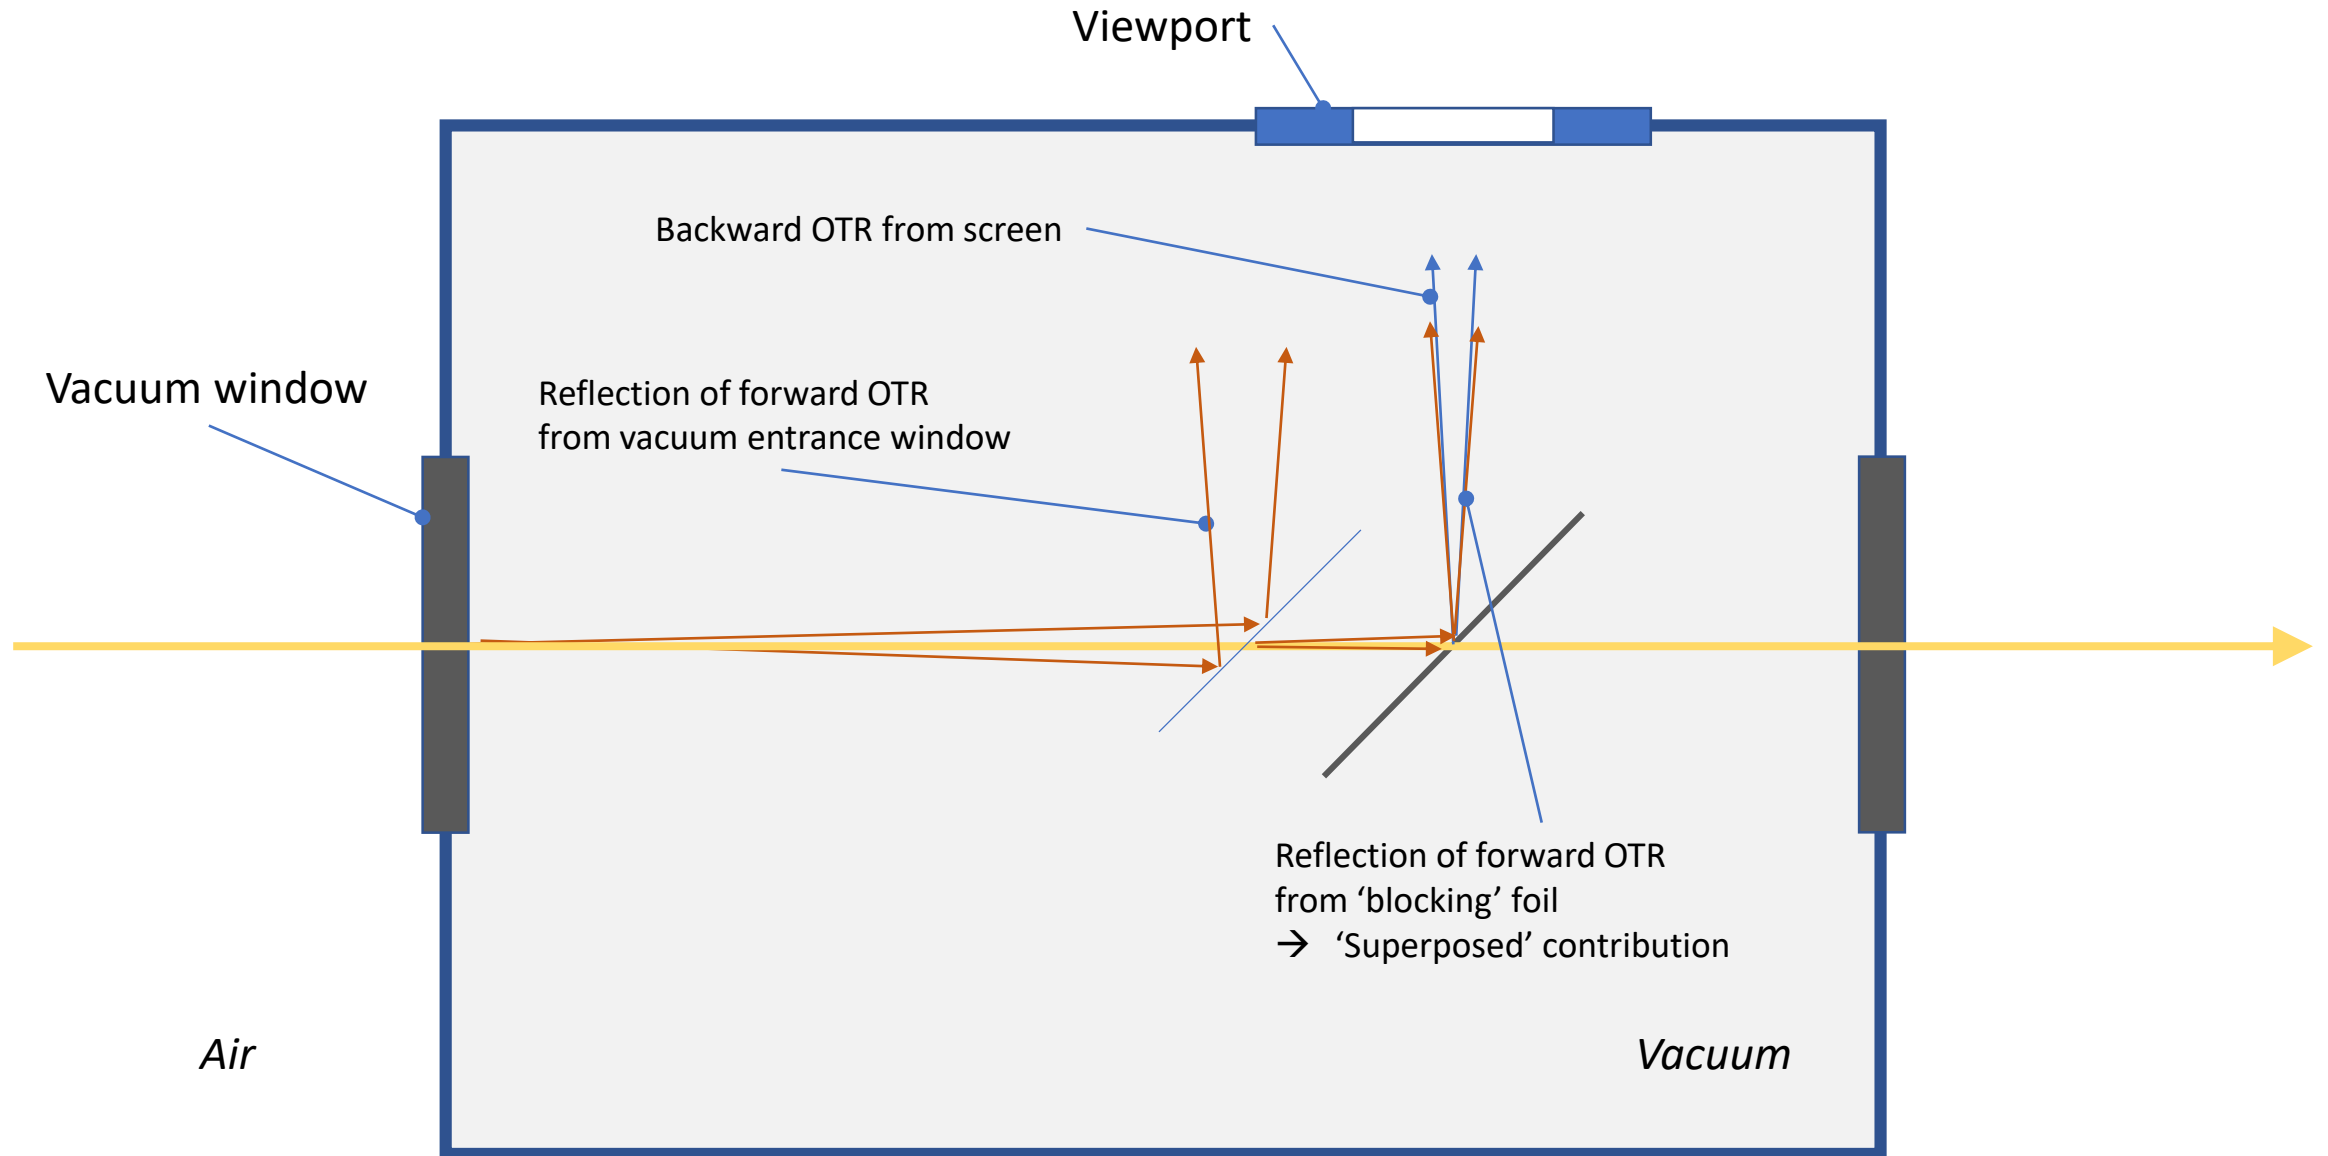 Viewport
Backward OTR from screen
Vacuum window
Reflection of forward OTR
from vacuum entrance window
Reflection of forward OTR
from ‘blocking’ foil
→ ‘Superposed’ contribution
Air
Vacuum